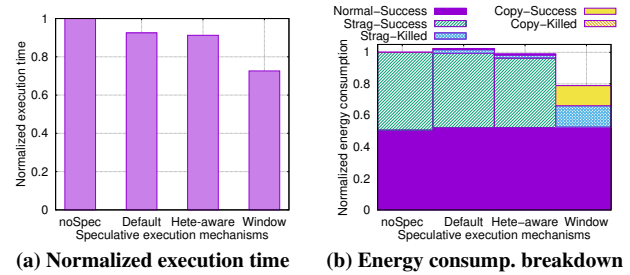 Normalized execution time
1
0.8
0.6
0.4
0.2
0
noSpec Default Hete-aware Window
Speculative execution mechanisms
(a) Normalized execution time
Normal-Success
Strag-Success
Strag-Killed
Copy-Success
Copy-Killed
Normalized energy consumption
1
0.8
0.6
0.4
0.2
0
noSpec Default Hete-aware Window
Speculative execution mechanisms
(b) Energy consump. breakdown